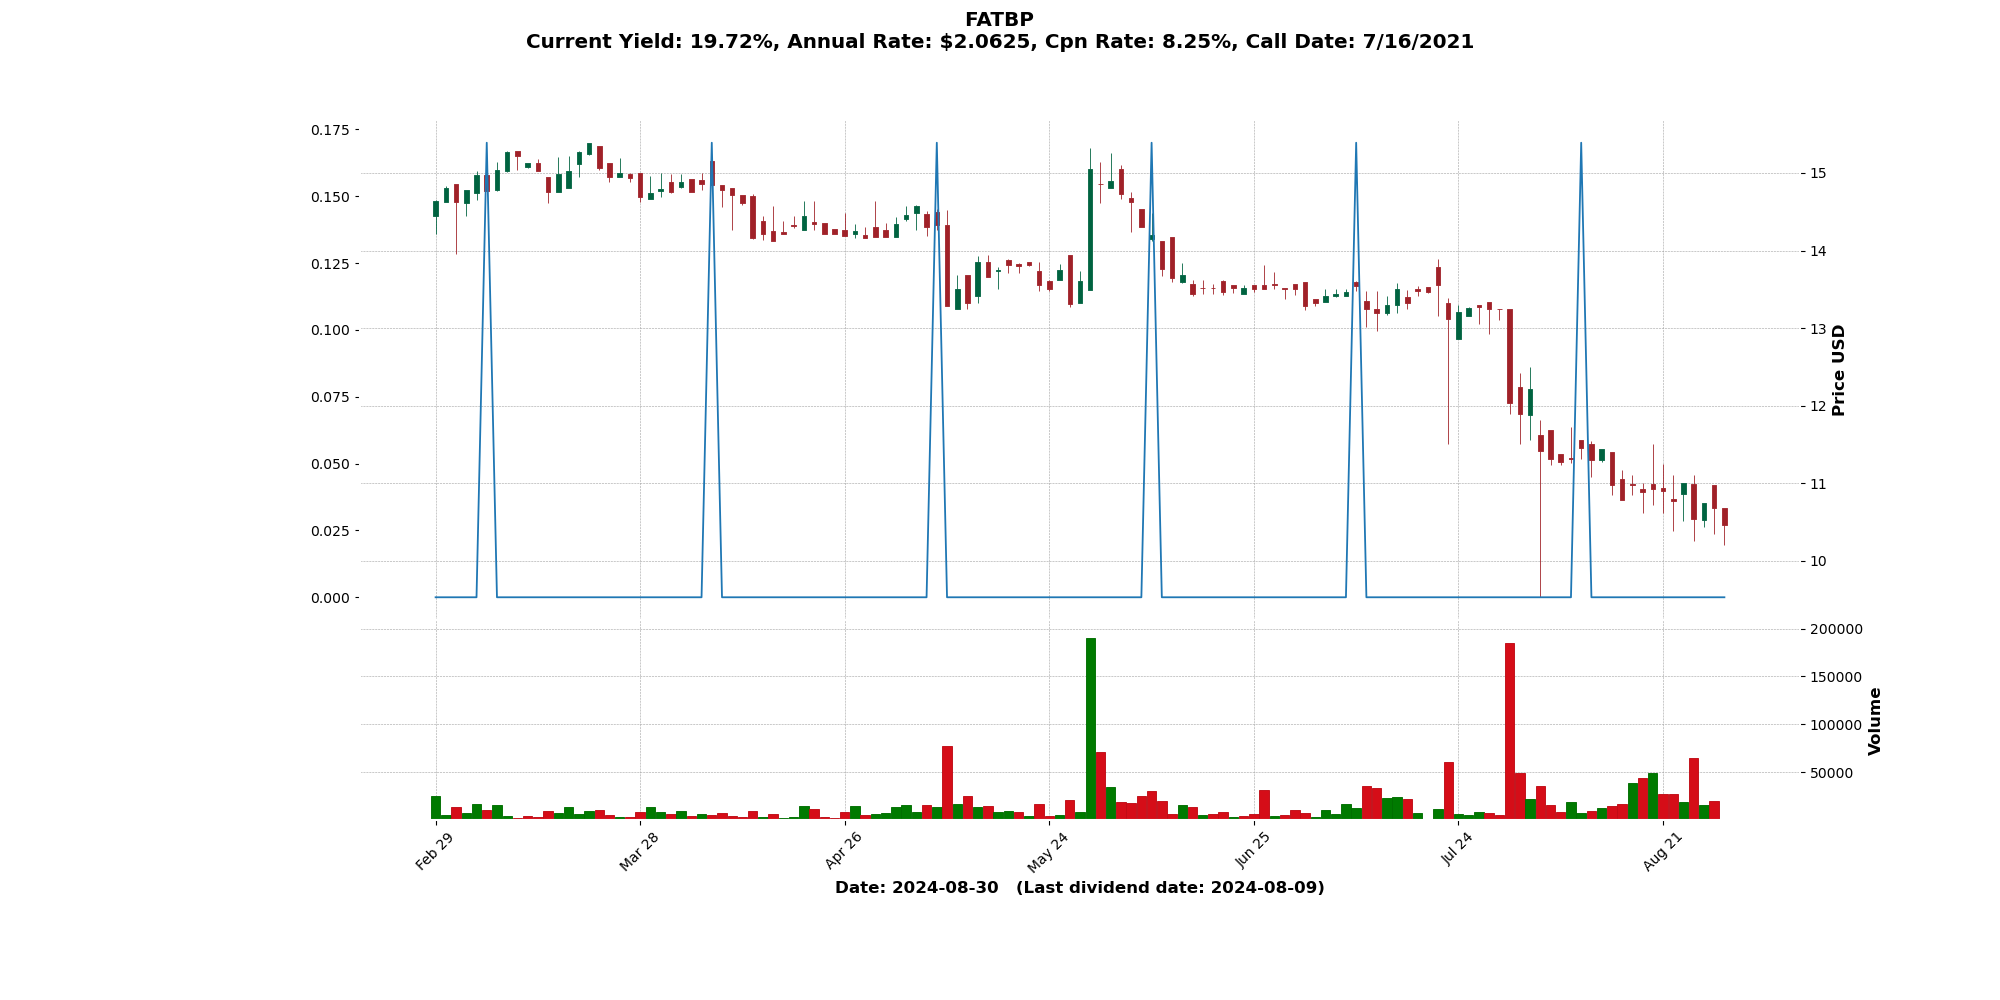 FATBP
Current Yield: 19.72%, Annual Rate: $2.0625, Cpn Rate: 8.25%, Call Date: 7/16/2021
0.175
0.150
0.125
0.100
0.075
0.050
0.025
0.000
15
14
13
12
11
10
Price USD
200000
150000
100000
50000
Volume
Feb 29
Mar 28
Apr 26
May 24
Jun 25
Jul 24
Aug 21
Date: 2024-08-30 (Last dividend date: 2024-08-09)